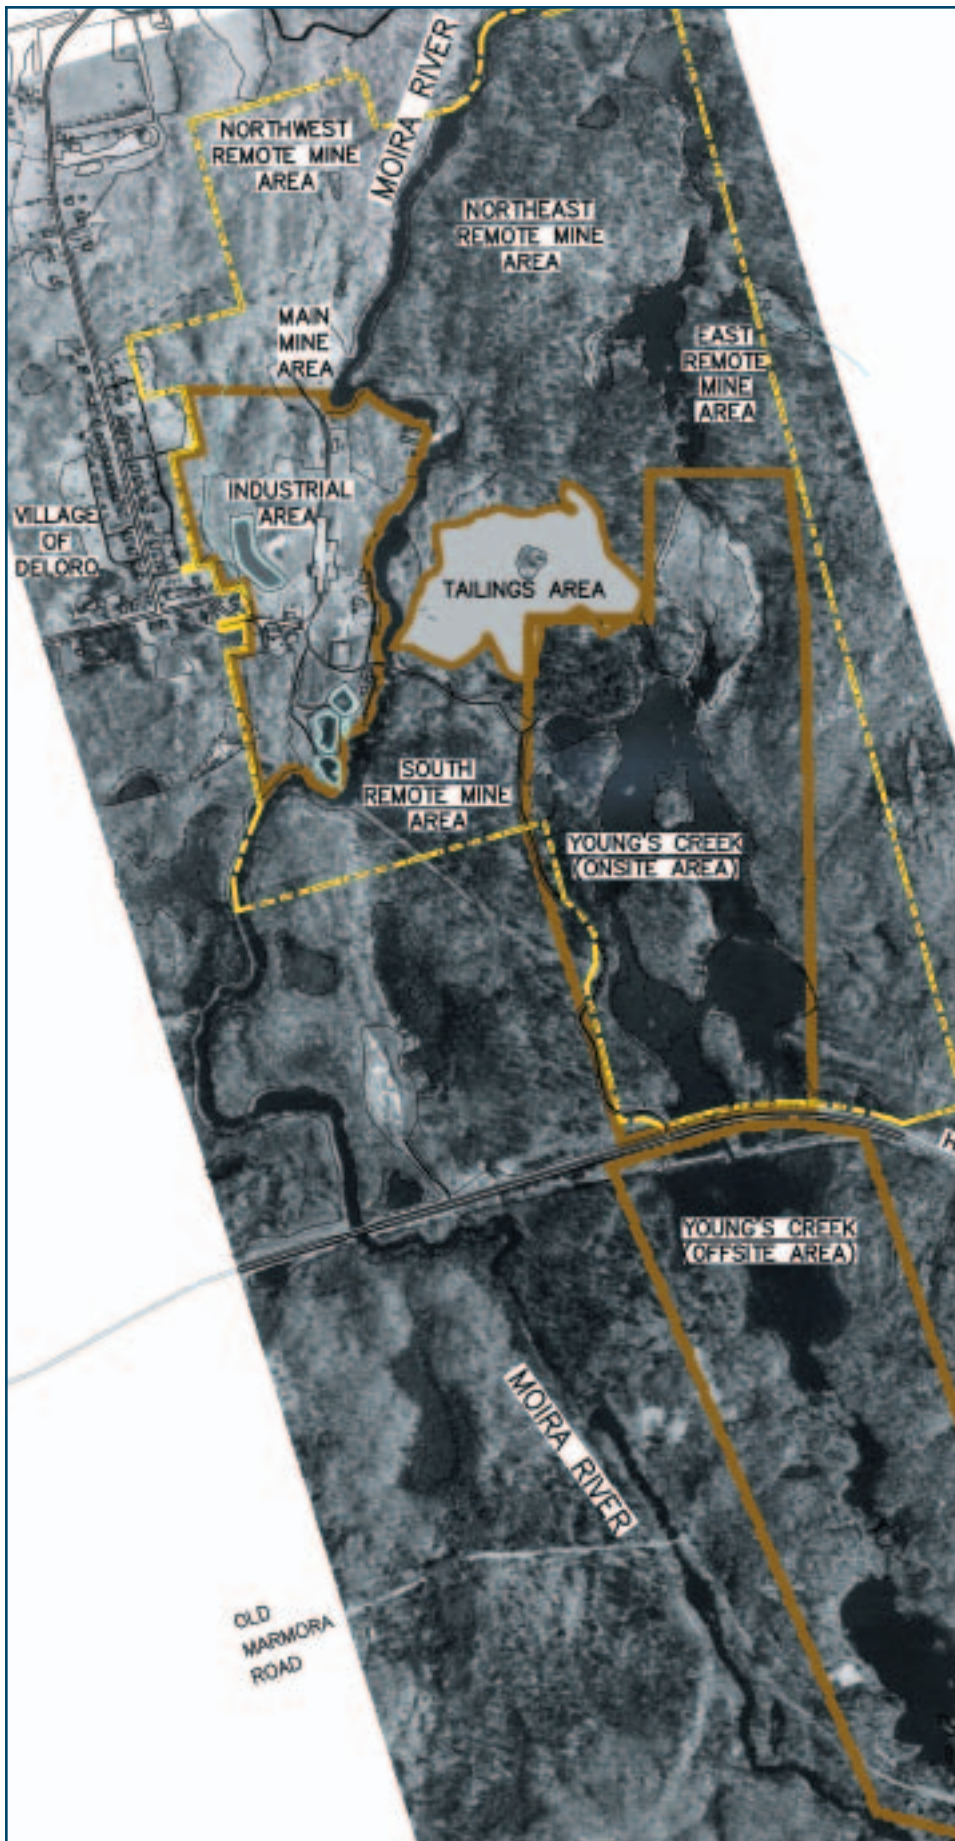 MOIRA RIVER
NORTHWEST
REMOTE MINE
AREA
NORTHEAST
REMOTE MINE
AREA
MAIN
MINE
AREA
EAST
REMOTE
MINE
AREA
INDUSTRIAL
AREA
VILLAGE
OF
DELORO
TAILINGS AREA
SOUTH
REMOTE MINE
AREA
YOUNG'S CREEK
(ONSITE AREA)
H
YOUNG'S CREEK
(OFFSITE AREA)
MOIRA RIVER
OLD
MARMORA
ROAD